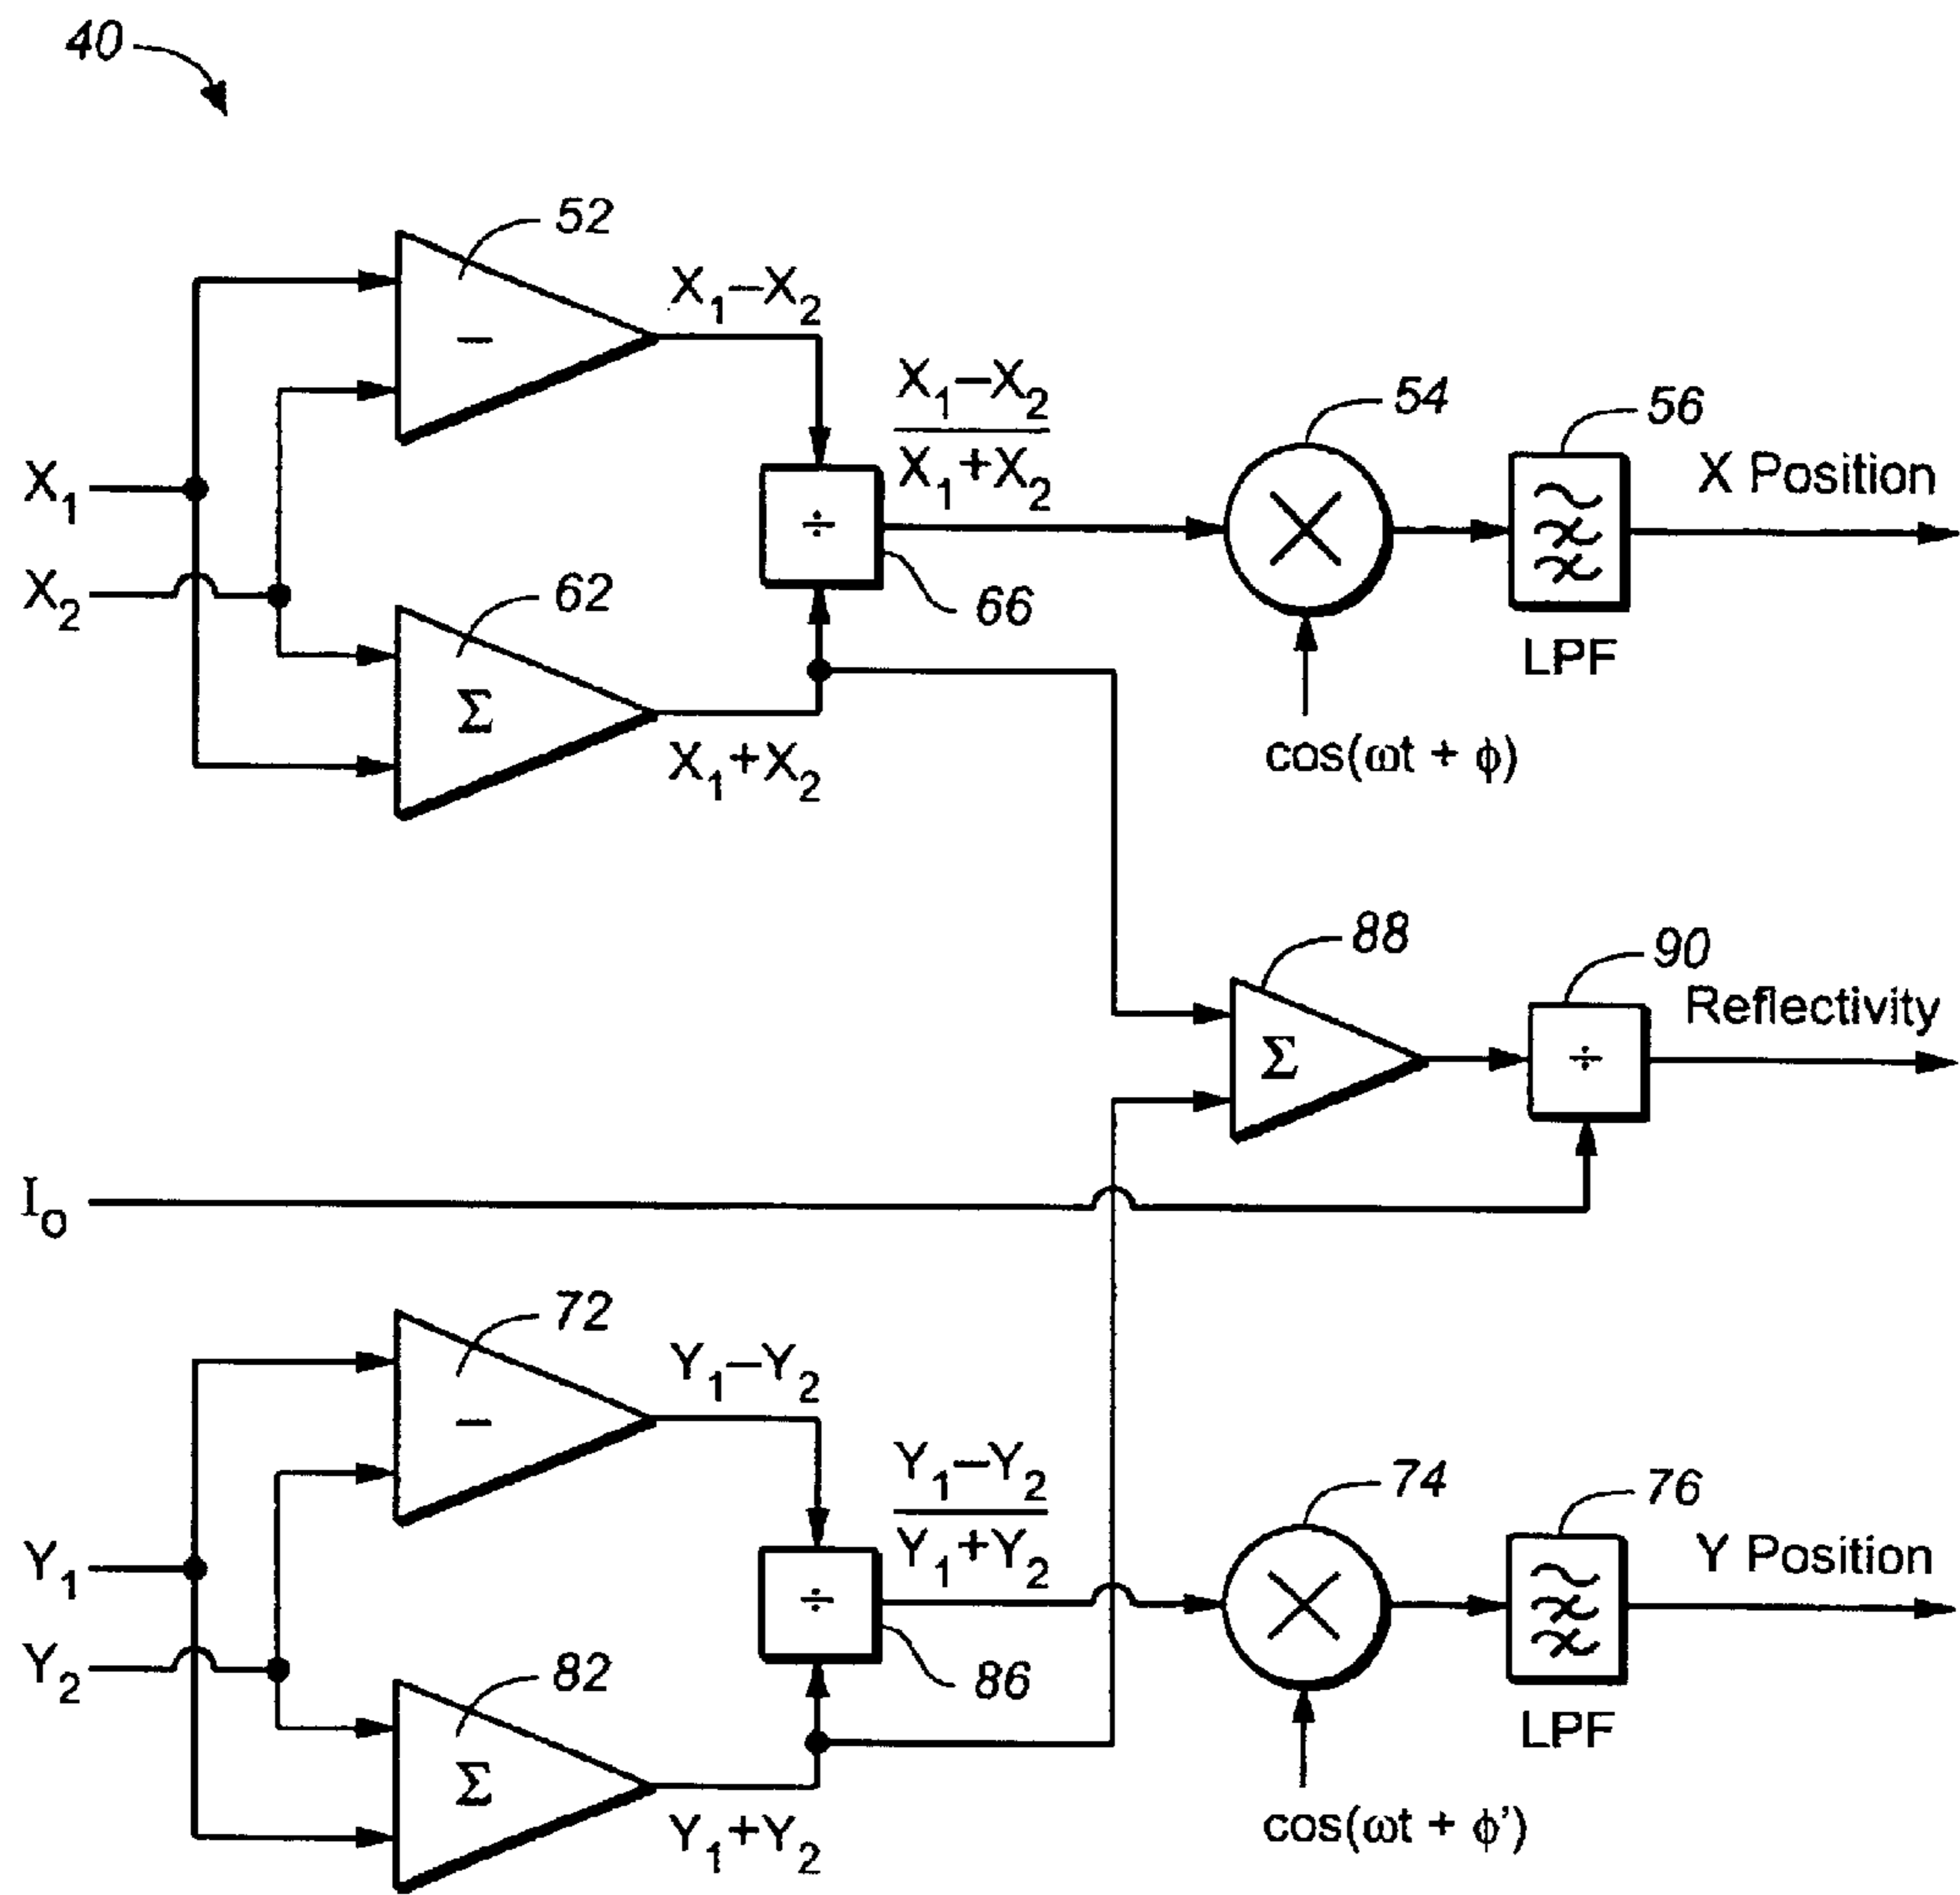 40
52
X₁–X₂
X₁–X₂
X₁+X₂
54
56
X Position
X₁
–
÷
X₂
62
66
LPF
Σ
X₁+X₂
cos(ωt + ϕ)
88
90
Reflectivity
Σ
÷
I₀
72
Y₁–Y₂
–
Y₁–Y₂
Y₁+Y₂
74
76
Y Position
Y₁
÷
Y₂
82
86
LPF
Σ
Y₁+Y₂
cos(ωt + ϕ’)